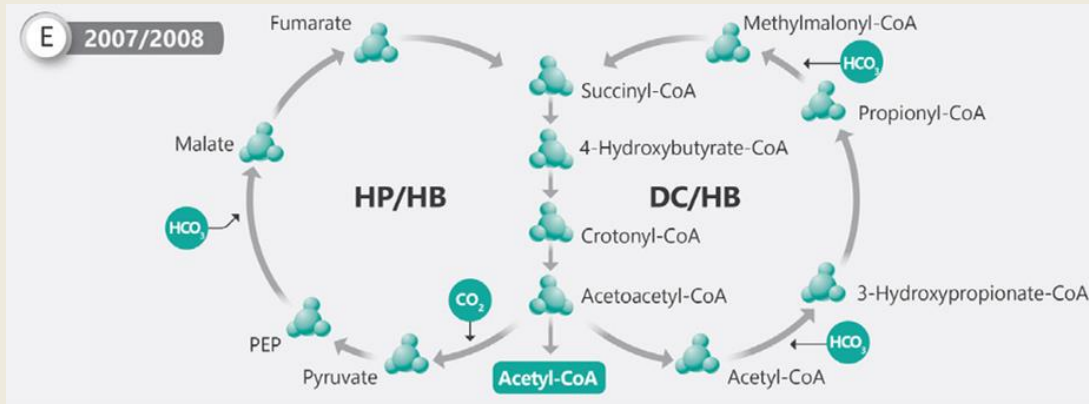 E 2007/2008
Fumarate
Methylmalonyl-CoA
HCO₃
Succinyl-CoA
Propionyl-CoA
Malate
4-Hydroxybutyrate-CoA
HP/HB
DC/HB
HCO₃
Crotonyl-CoA
CO₂
Acetoacetyl-CoA
3-Hydroxypropionate-CoA
PEP
HCO₃
Pyruvate
Acetyl-CoA
Acetyl-CoA